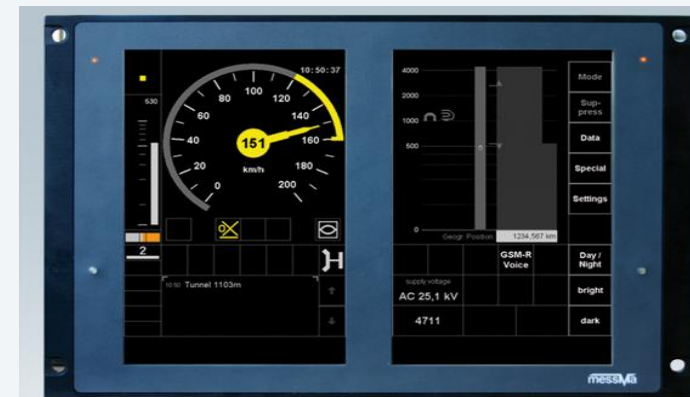 10:50:37
530
0
20
40
60
80
100
120
140
160
180
200
151
km/h
2
10:50 Tunnel 1103m
4000
2000
1000
500
0
0
Geogr. Position: 1234,567 km
Mode
Sup-
press
Data
Special
Settings
GSM-R
Voice
Day /
Night
supply voltage
AC 25,1 kV
bright
4711
dark
messMa